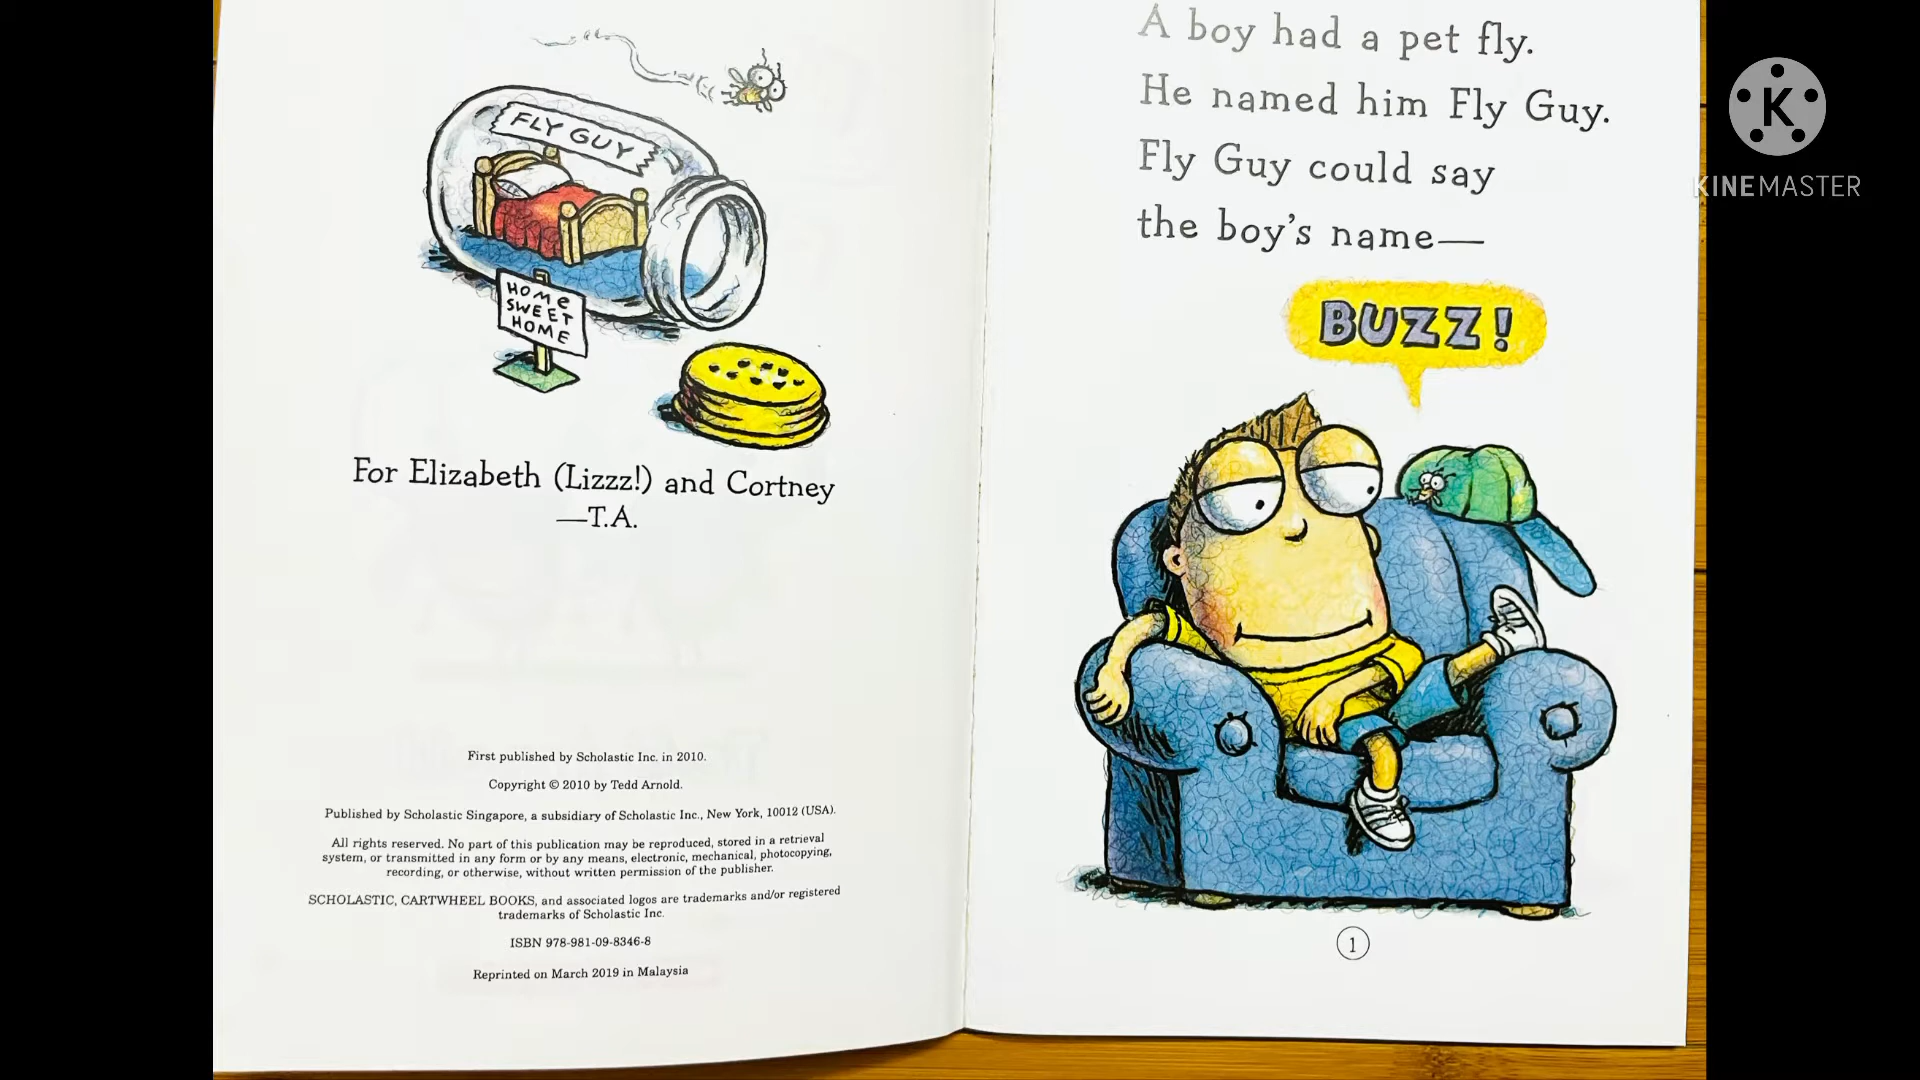 FLY GUY
HOME
SWEET
HOME
For Elizabeth (Lizzz!) and Cortney
—T.A.
First published by Scholastic Inc. in 2010.
Copyright © 2010 by Tedd Arnold.
Published by Scholastic Singapore, a subsidiary of Scholastic Inc., New York, 10012 (USA).
All rights reserved. No part of this publication may be reproduced, stored in a retrieval
system, or transmitted in any form or by any means, electronic, mechanical, photocopying,
recording, or otherwise, without written permission of the publisher.
SCHOLASTIC, CARTWHEEL BOOKS, and associated logos are trademarks and/or registered
trademarks of Scholastic Inc.
ISBN 978-981-09-8346-8
Reprinted on March 2019 in Malaysia
A boy had a pet fly.
He named him Fly Guy.
Fly Guy could say
the boy's name—
BUZZ!
1
K
KINEMASTER